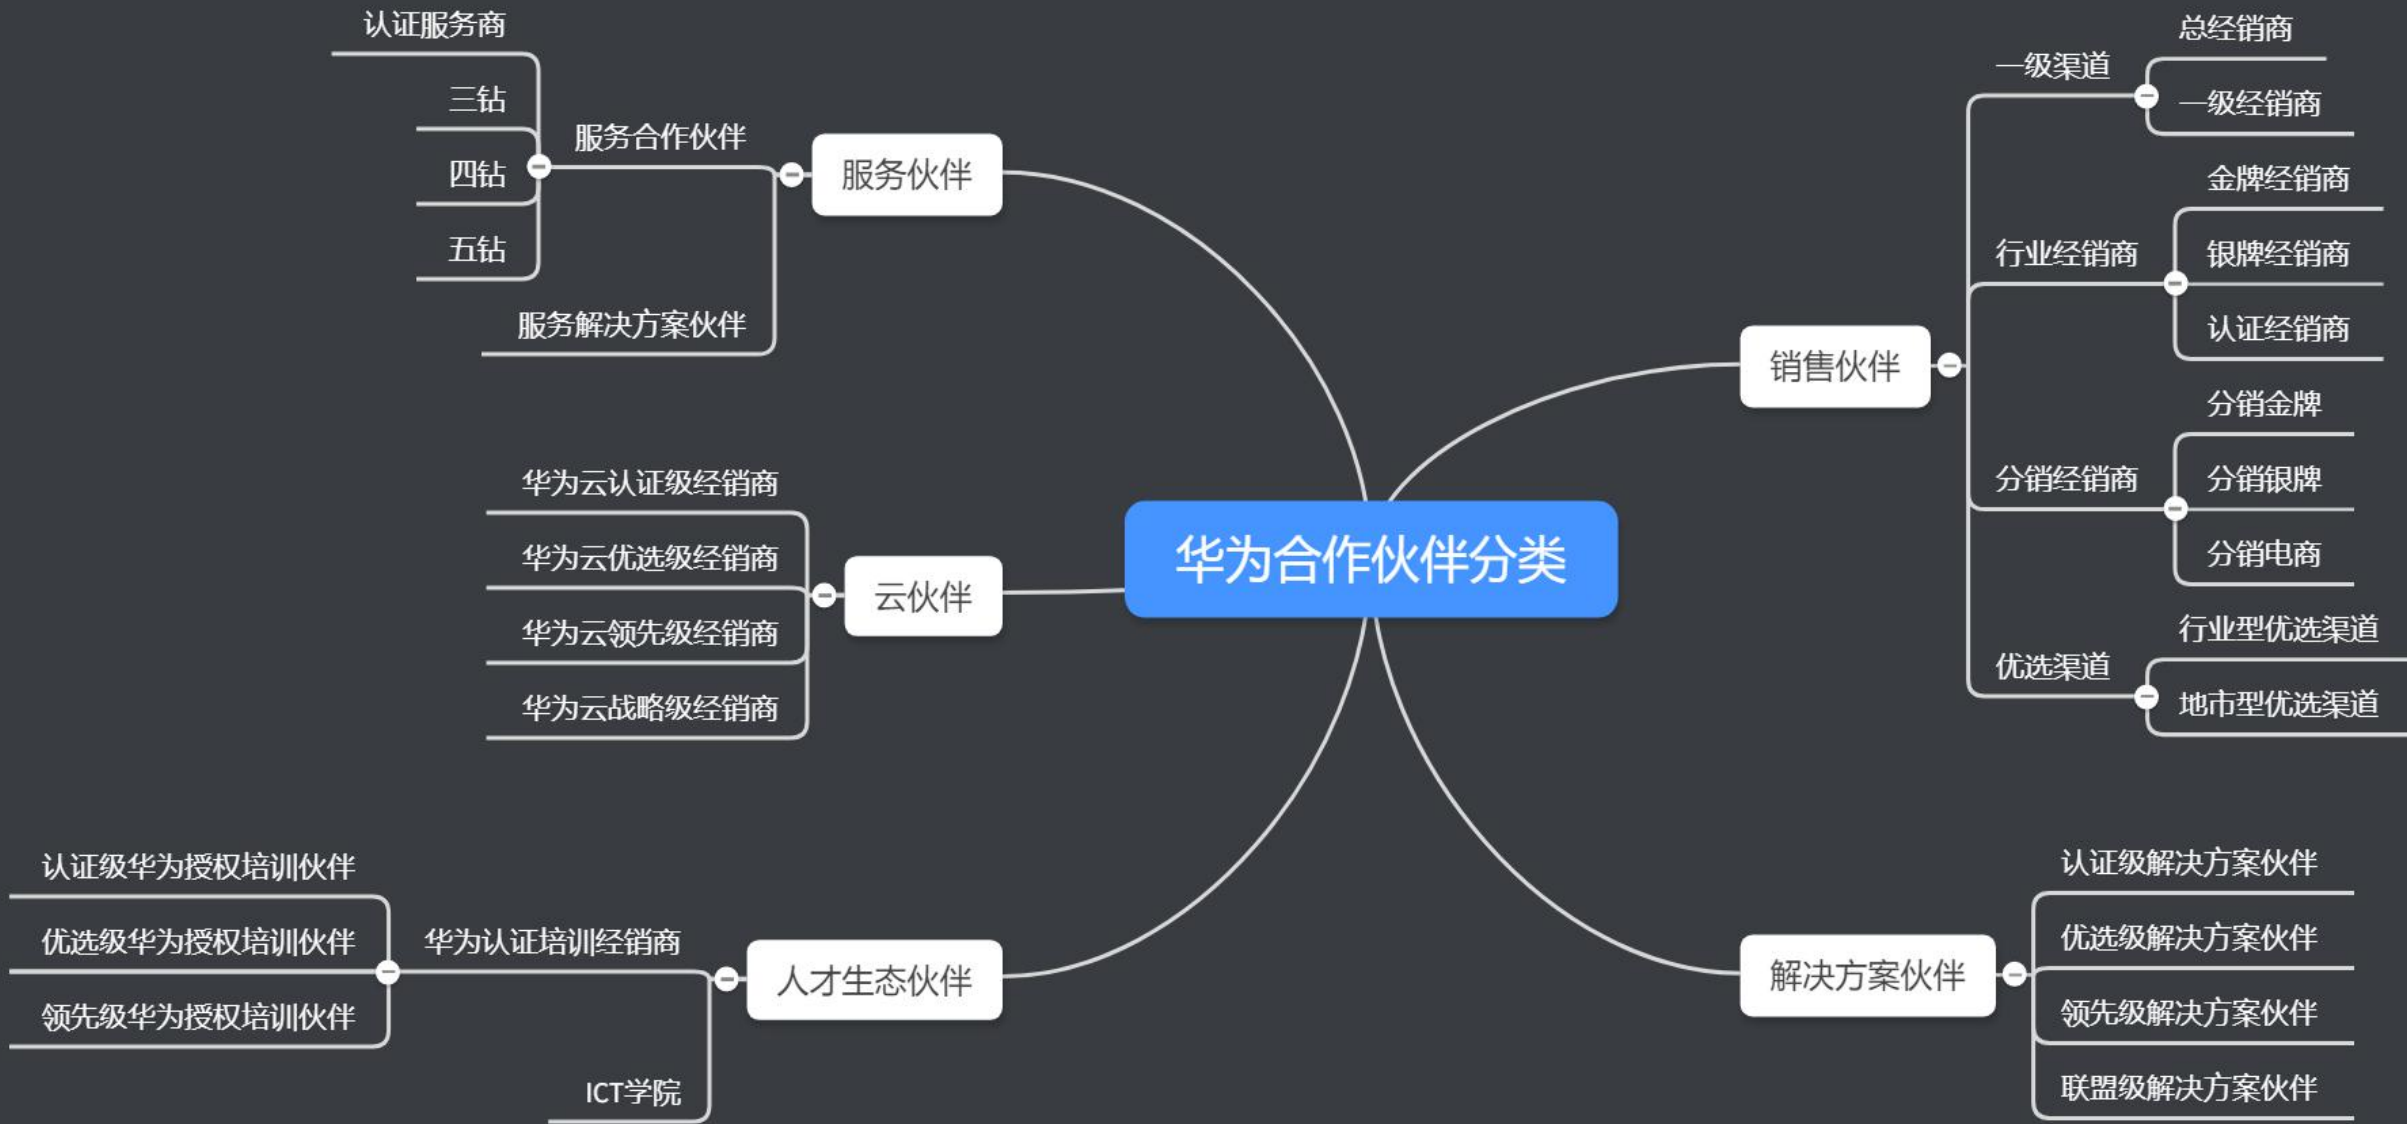 华为合作伙伴分类
服务伙伴
服务合作伙伴
认证服务商
三钻
四钻
五钻
服务解决方案伙伴
云伙伴
华为云认证级经销商
华为云优选级经销商
华为云领先级经销商
华为云战略级经销商
人才生态伙伴
华为认证培训经销商
认证级华为授权培训伙伴
优选级华为授权培训伙伴
领先级华为授权培训伙伴
ICT学院
销售伙伴
一级渠道
总经销商
一级经销商
行业经销商
金牌经销商
银牌经销商
认证经销商
分销经销商
分销金牌
分销银牌
分销电商
优选渠道
行业型优选渠道
地市型优选渠道
解决方案伙伴
认证级解决方案伙伴
优选级解决方案伙伴
领先级解决方案伙伴
联盟级解决方案伙伴